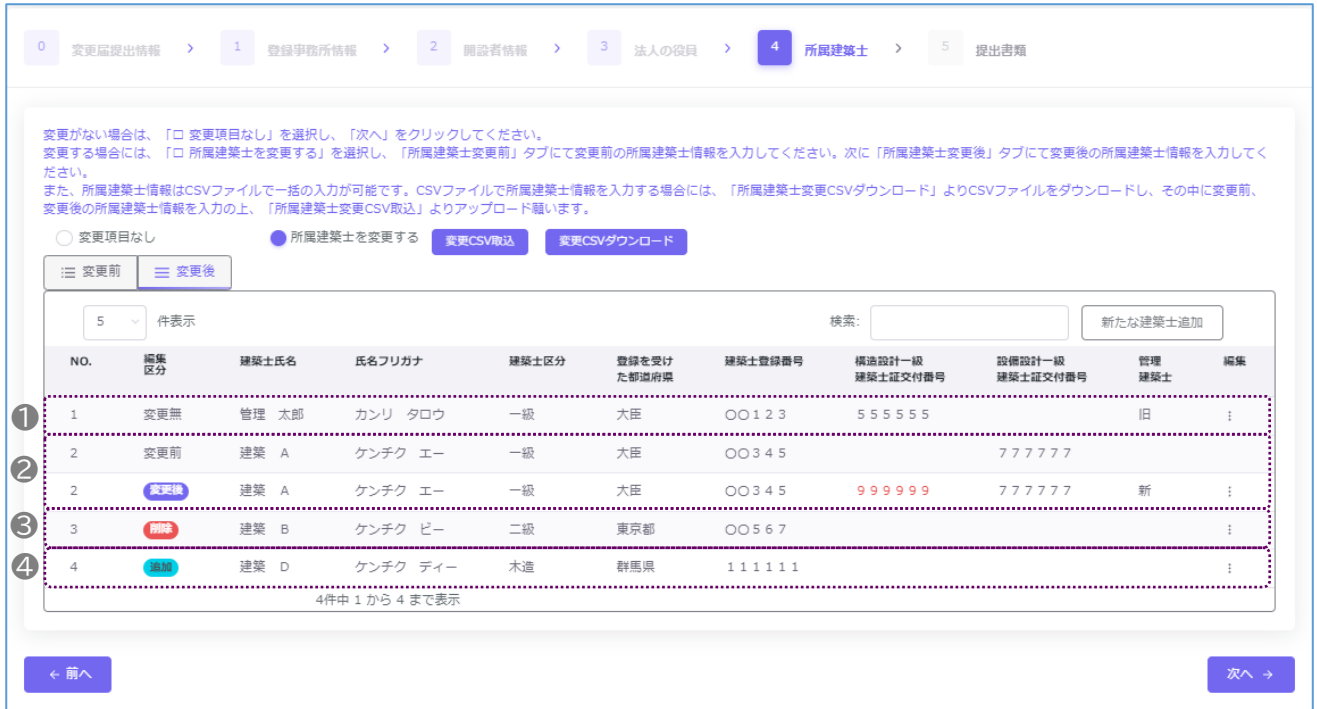 0 変更届提出情報 > 1 登録事務所情報 > 2 開設者情報 > 3 法人の役員 > 4 所属建築士 > 5 提出書類
変更がない場合は、「☐ 変更項目なし」を選択し、「次へ」をクリックしてください。
変更する場合には、「☐ 所属建築士を変更する」を選択し、「所属建築士変更前」タブにて変更前の所属建築士情報を入力してください。次に「所属建築士変更後」タブにて変更後の所属建築士情報を入力してく
ださい。
また、所属建築士情報はCSVファイルで一括の入力が可能です。CSVファイルで所属建築士情報を入力する場合には、「所属建築士変更CSVダウンロード」よりCSVファイルをダウンロードし、その中に変更前、
変更後の所属建築士情報を入力の上、「所属建築士変更CSV取込」よりアップロード願います。
変更項目なし 所属建築士を変更する 変更CSV取込 変更CSVダウンロード
変更前 変更後
5 件表示 検索: 新たな建築士追加
NO. 編集 建築士氏名 氏名フリガナ 建築士区分 登録を受け 建築士登録番号 構造設計一級 設備設計一級 管理 編集
区分 た都道府県 建築士証交付番号 建築士証交付番号 建築士
❶ 1 変更無 管理 太郎 カンリ タロウ 一級 大臣 〇〇123 555555 旧 ⋮
❷ 2 変更前 建築 A ケンチク エー 一級 大臣 〇〇345 777777
2 変更後 建築 A ケンチク エー 一級 大臣 〇〇345 999999 777777 新 ⋮
❸ 3 削除 建築 B ケンチク ビー 二級 東京都 〇〇567 ⋮
❹ 4 追加 建築 D ケンチク ディー 木造 群馬県 111111 ⋮
4件中 1 から 4 まで表示
← 前へ 次へ →